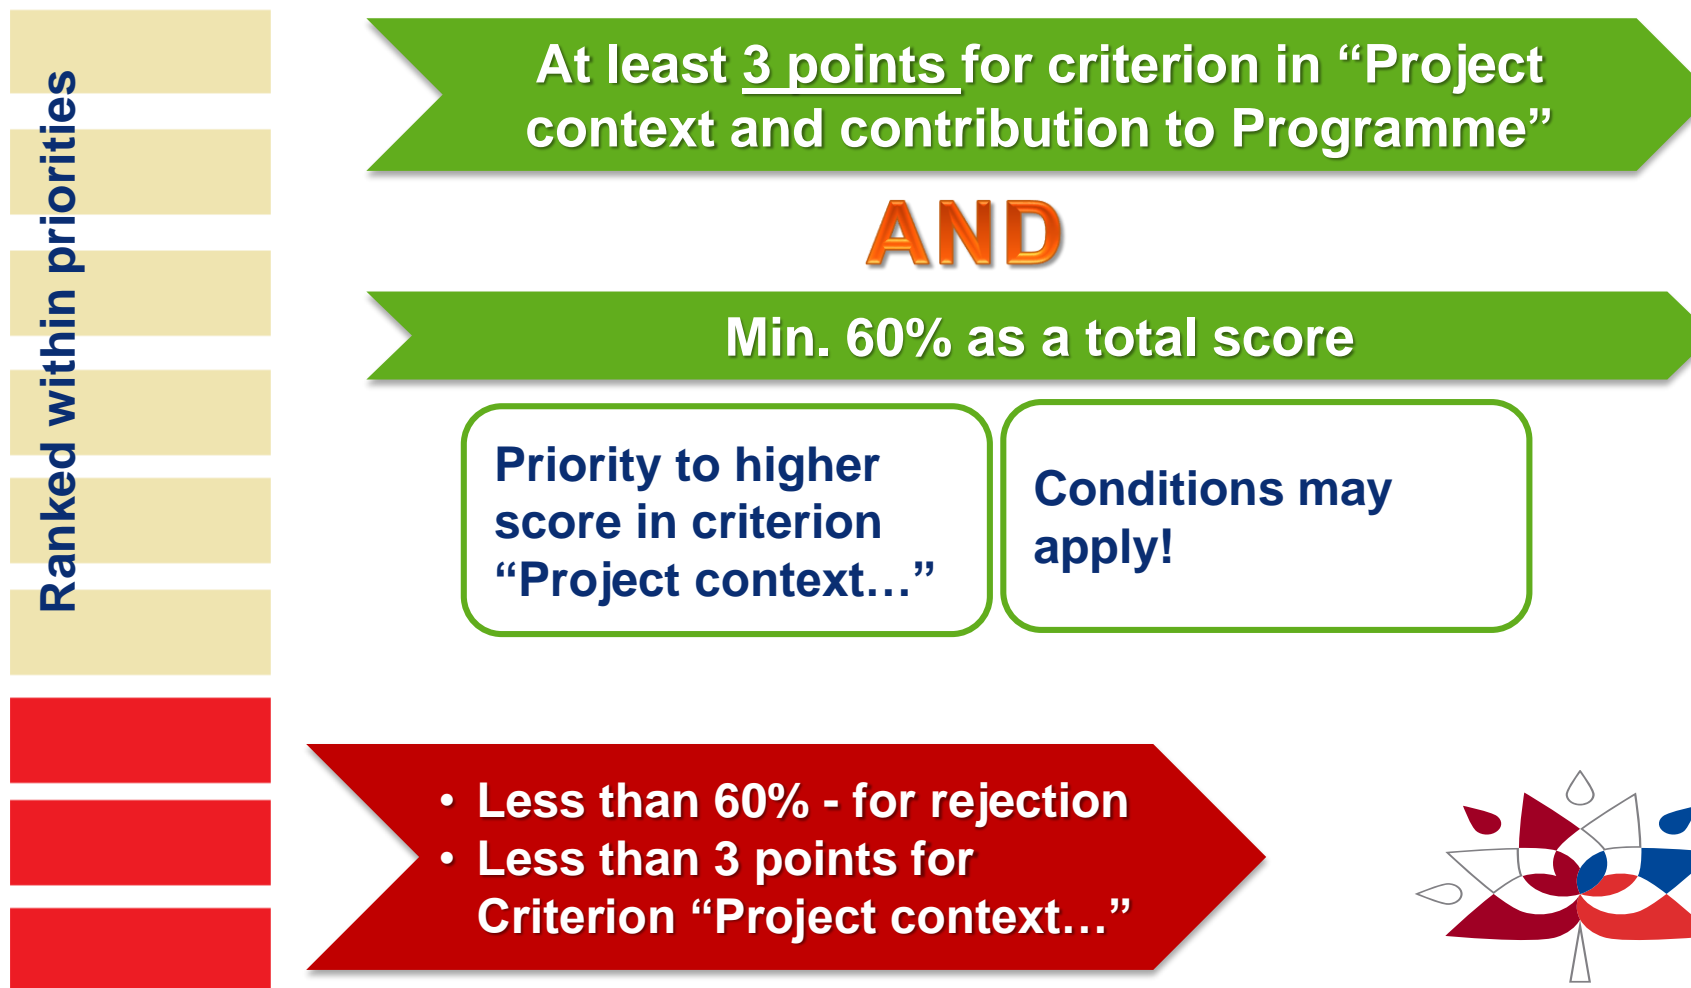 Ranked within priorities
At least 3 points for criterion in “Project
context and contribution to Programme”
AND
Min. 60% as a total score
Priority to higher
score in criterion
“Project context…”
Conditions may
apply!
• Less than 60% - for rejection
• Less than 3 points for
Criterion “Project context…”